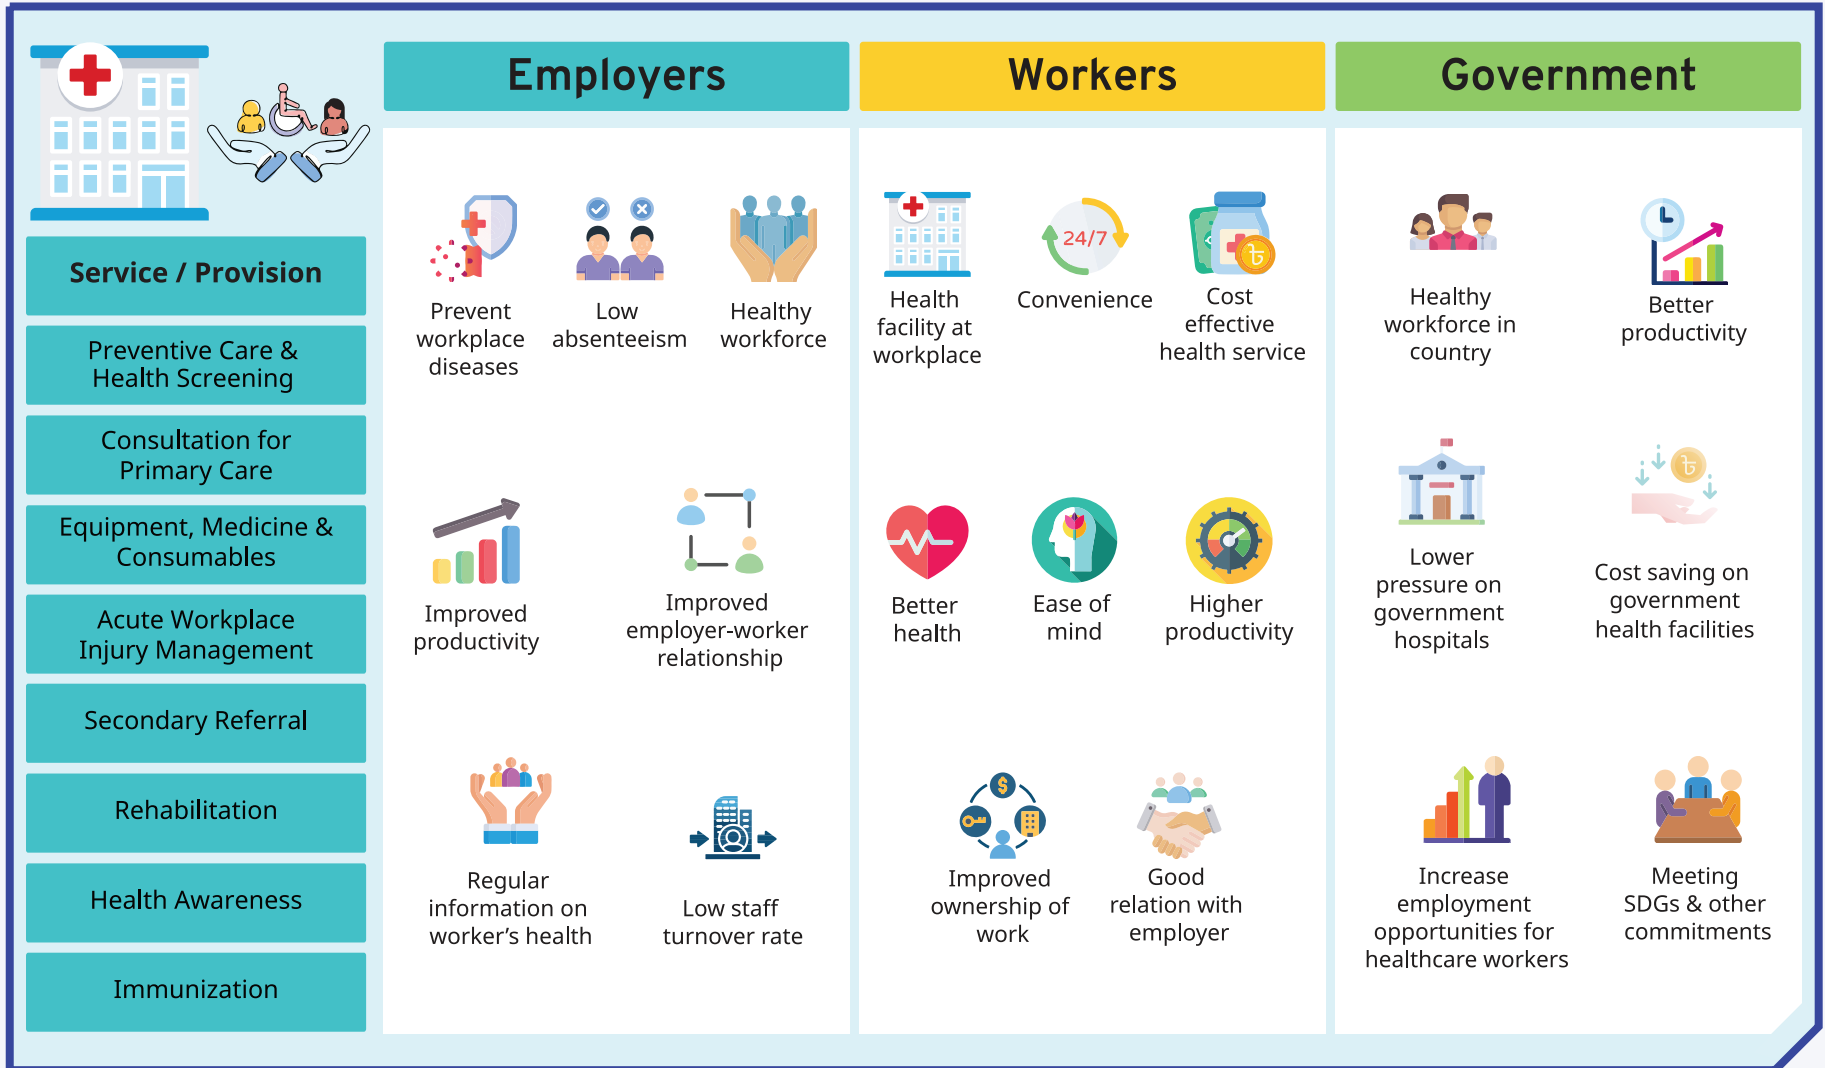 Employers
Workers
Government
Service / Provision
Preventive Care &
Health Screening
Consultation for
Primary Care
Equipment, Medicine &
Consumables
Acute Workplace
Injury Management
Secondary Referral
Rehabilitation
Health Awareness
Immunization
Prevent
workplace
diseases
Low
absenteeism
Healthy
workforce
Improved
productivity
Improved
employer-worker
relationship
Regular
information on
worker’s health
Low staff
turnover rate
Health
facility at
workplace
24/7
Convenience
৳
Cost
effective
health service
Better
health
Ease of
mind
Higher
productivity
$
Improved
ownership of
work
Good
relation with
employer
Healthy
workforce in
country
Better
productivity
Lower
pressure on
government
hospitals
৳
Cost saving on
government
health facilities
Increase
employment
opportunities for
healthcare workers
Meeting
SDGs & other
commitments